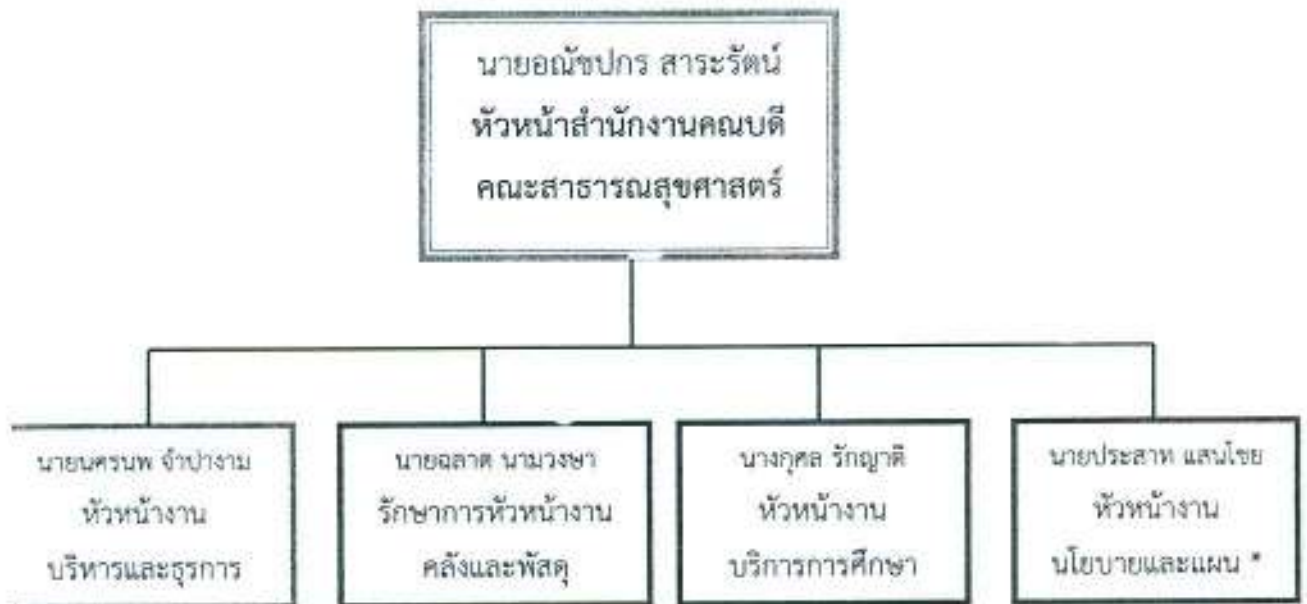 นายอณัชปกร สาระรัตน์
หัวหน้าสำนักงานคณบดี
คณะสาธารณสุขศาสตร์
นายนครนพ จำปางาม
หัวหน้างาน
บริหารและธุรการ
นายฉลาด นามวงษา
รักษาการหัวหน้างาน
คลังและพัสดุ
นางกุศล รักญาติ
หัวหน้างาน
บริการการศึกษา
นายประสาท แสนไชย
หัวหน้างาน
นโยบายและแผน *